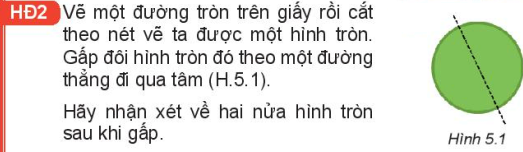 HĐ2 Vẽ một đường tròn trên giấy rồi cắt
theo nét vẽ ta được một hình tròn.
Gấp đôi hình tròn đó theo một đường
thẳng đi qua tâm (H.5.1).
Hãy nhận xét về hai nửa hình tròn
sau khi gấp.
Hình 5.1